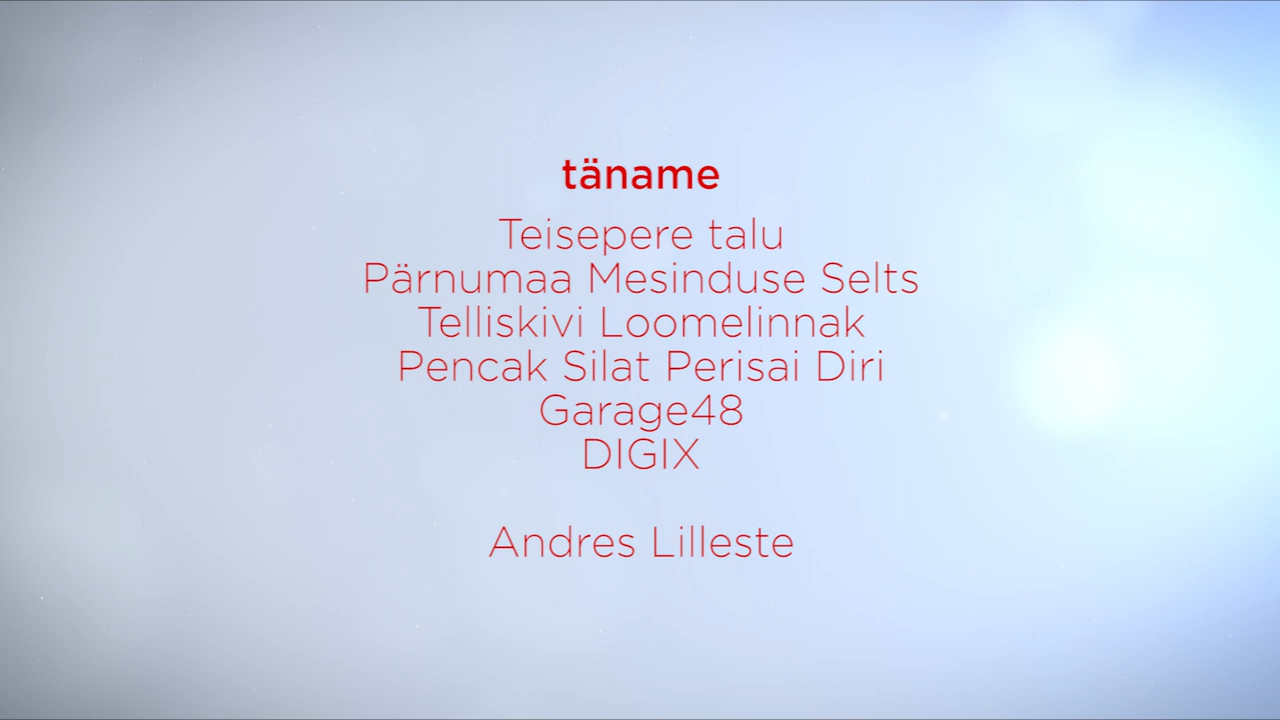 täname
Teisepere talu
Pärnumaa Mesinduse Selts
Telliskivi Loomelinnak
Pencak Silat Perisai Diri
Garage48
DIGIX
Andres Lilleste